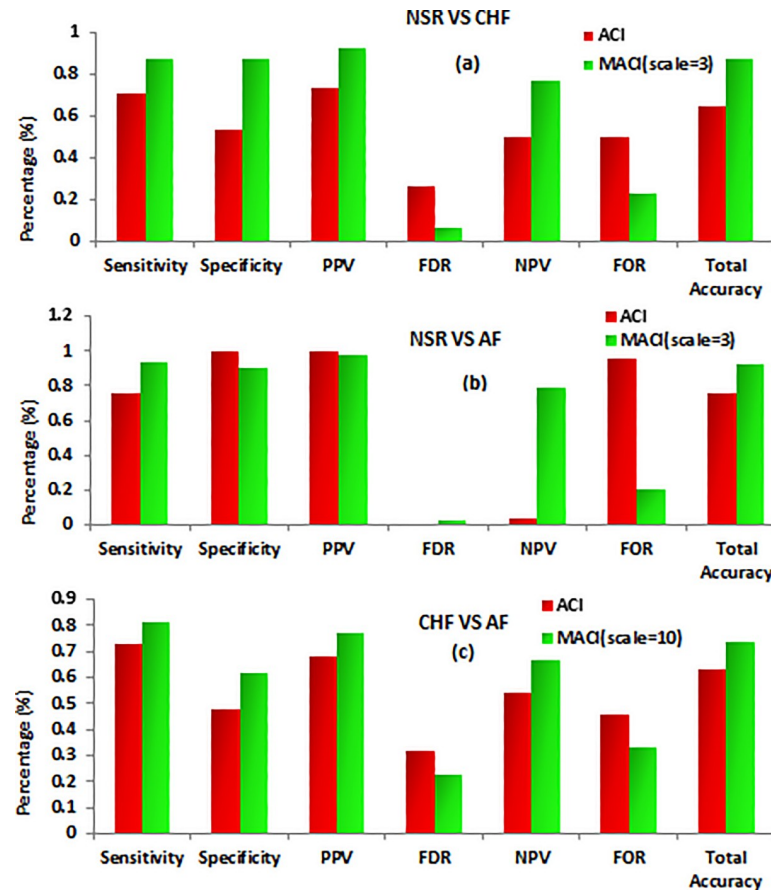 NSR VS CHF
(a)
ACI
MACI(scale=3)
Percentage (%)
1
0.8
0.6
0.4
0.2
0
Sensitivity Specificity PPV FDR NPV FOR Total
Accuracy
NSR VS AF
(b)
ACI
MACI(scale=3)
Percentage (%)
1.2
1
0.8
0.6
0.4
0.2
0
Sensitivity Specificity PPV FDR NPV FOR Total
Accuracy
CHF VS AF
(c)
ACI
MACI(scale=10)
Percentage (%)
0.9
0.8
0.7
0.6
0.5
0.4
0.3
0.2
0.1
0
Sensitivity Specificity PPV FDR NPV FOR Total
Accuracy